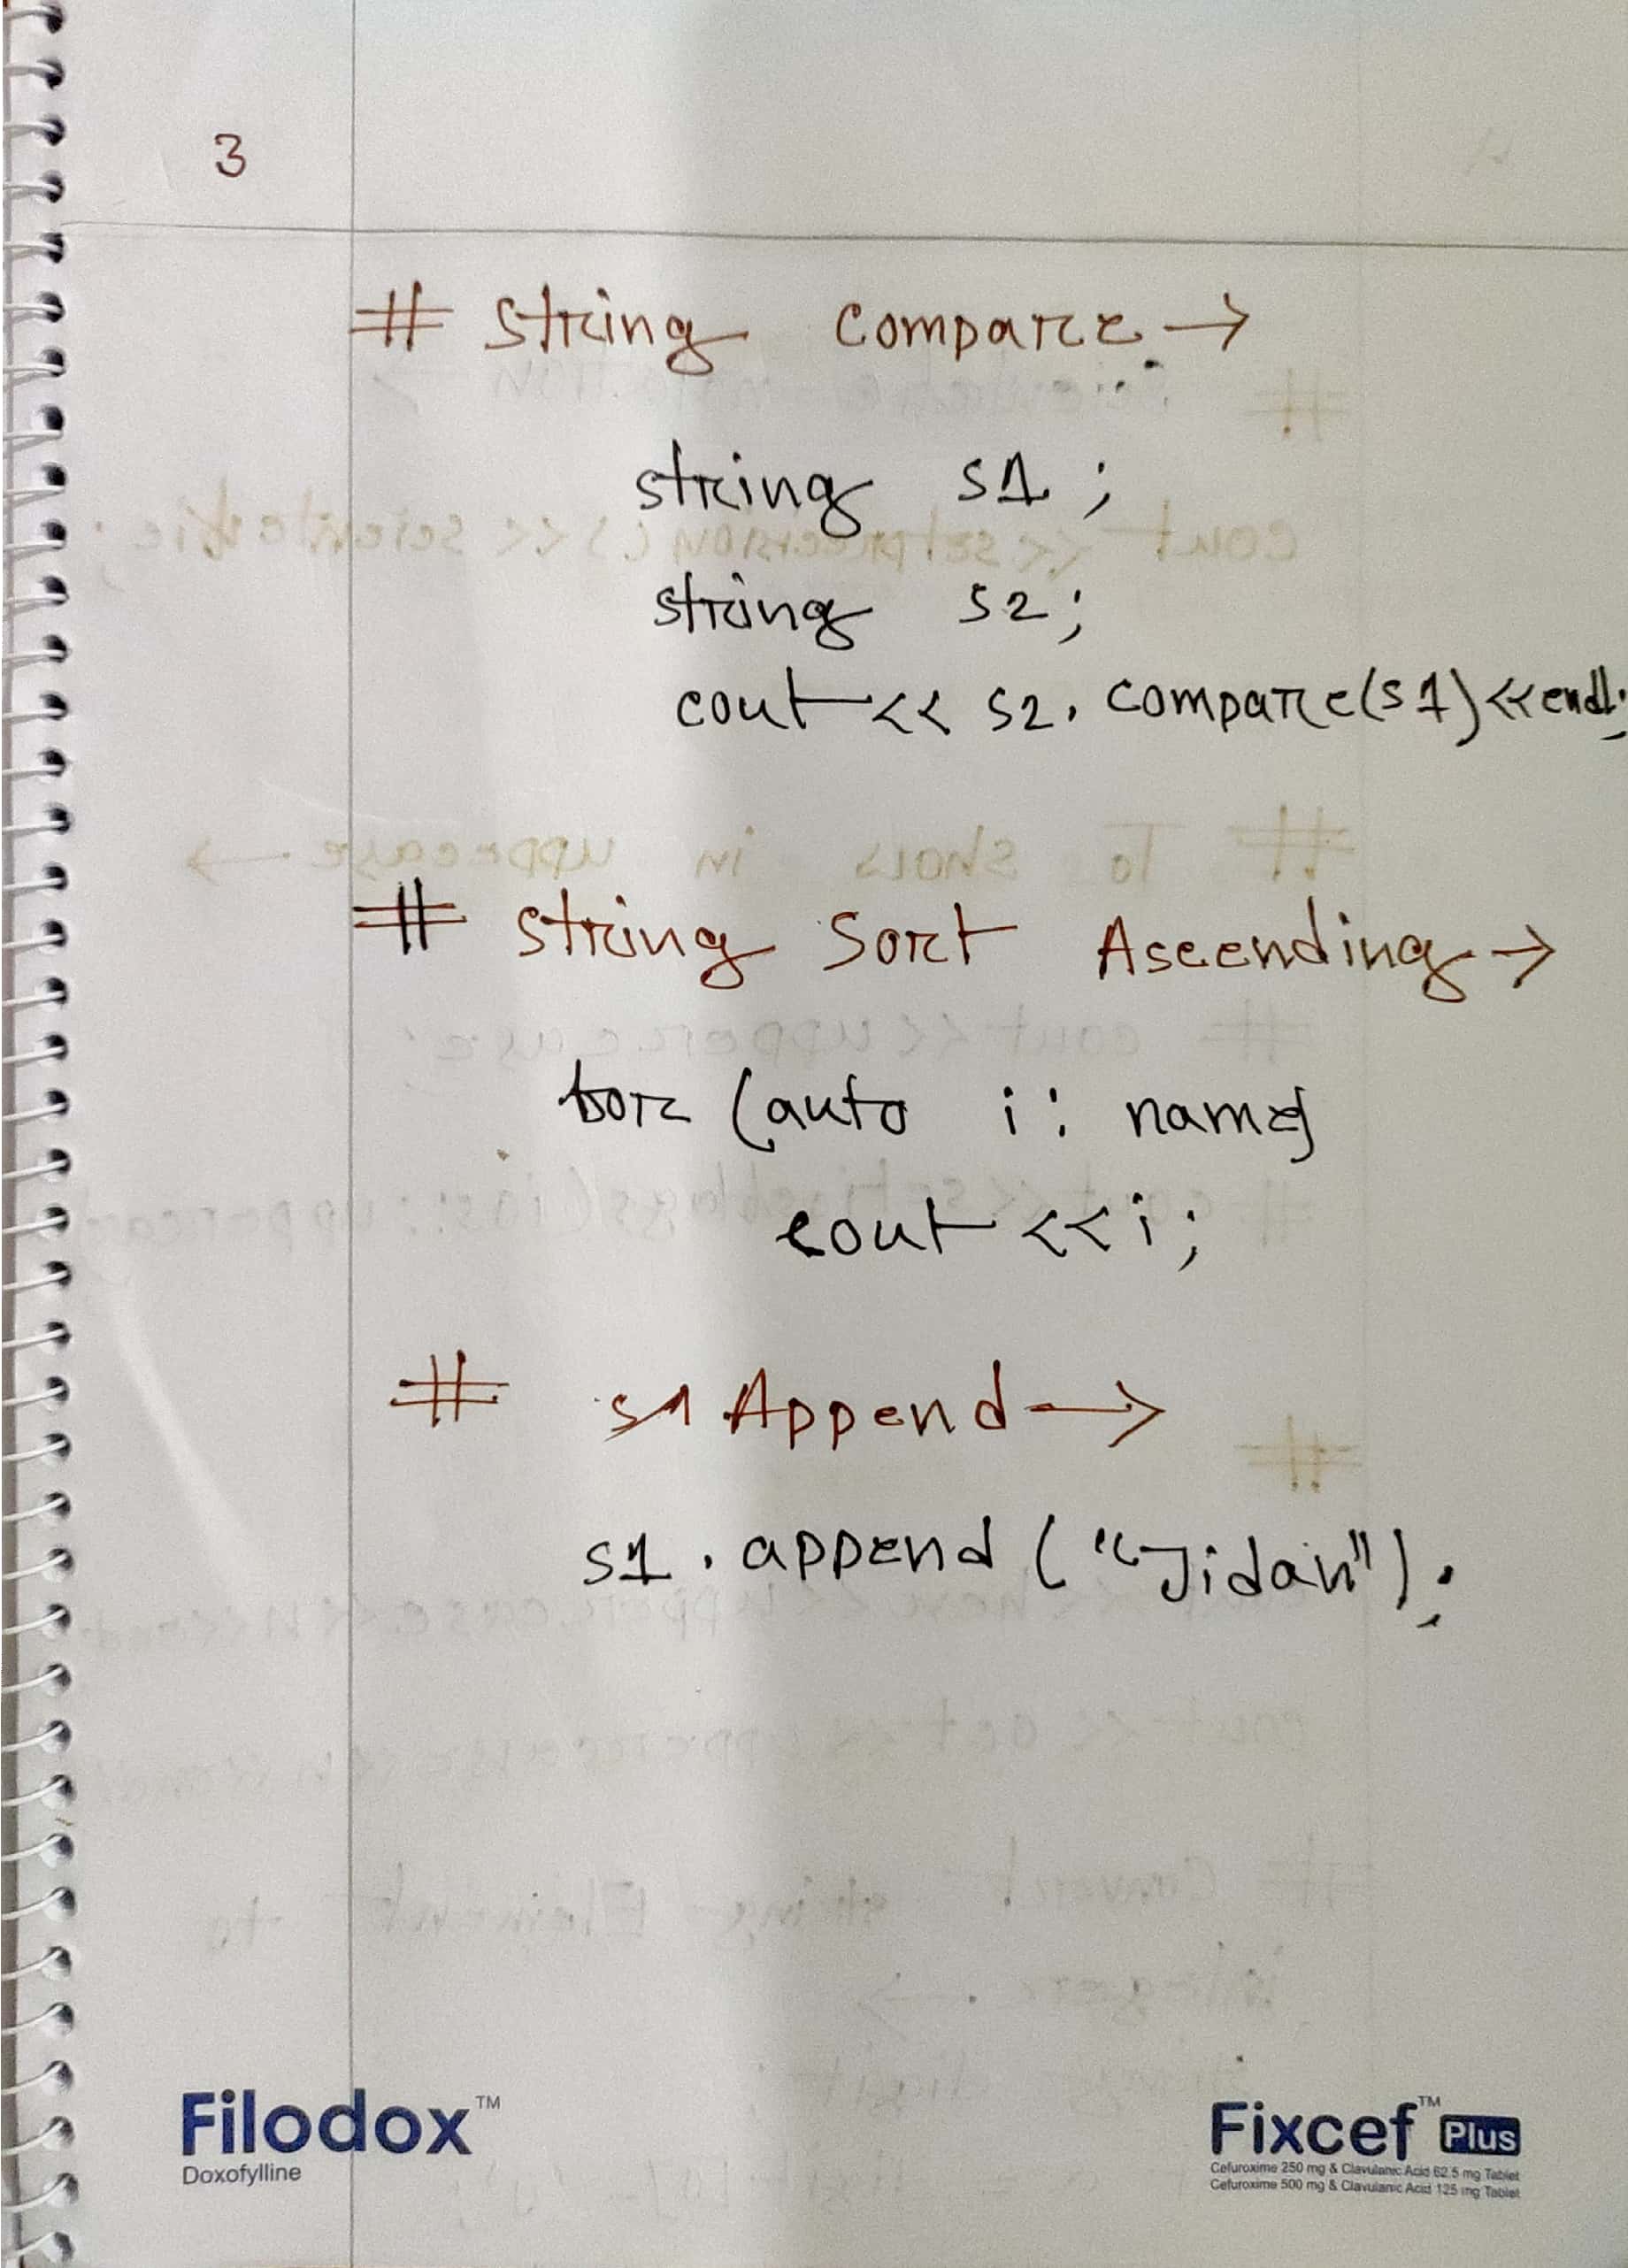 3
# string compare →
string s1 ;
string s2 ;
cout << s2. compare(s1) << endl;
# string Sort Ascending →
for (auto i : name)
cout << i ;
# s1 Append →
s1 . append ( "Jidan" ) ;
Filodox™
Doxofylline
Fixcef™ Plus
Cefuroxime 250 mg & Clavulanic Acid 62.5 mg Tablet
Cefuroxime 500 mg & Clavulanic Acid 125 mg Tablet